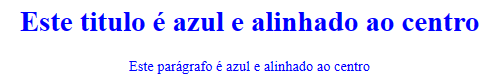 Este titulo é azul e alinhado ao centro
Este parágrafo é azul e alinhado ao centro